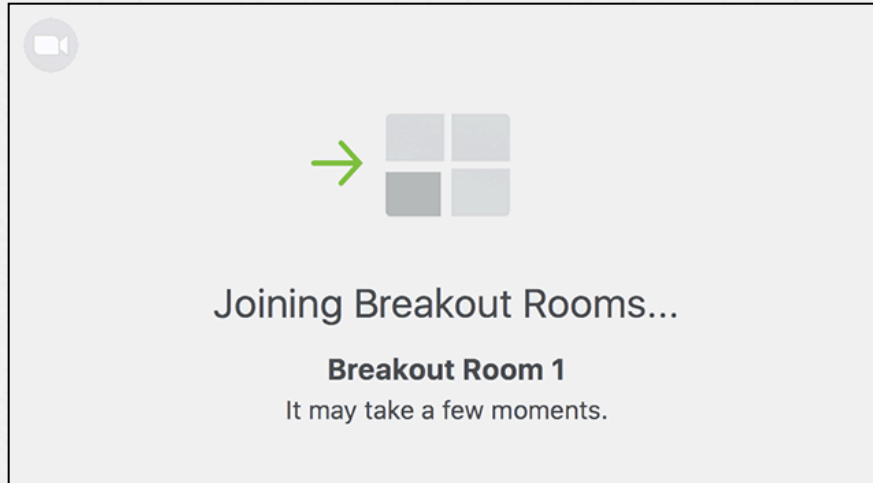 Joining Breakout Rooms...
Breakout Room 1
It may take a few moments.